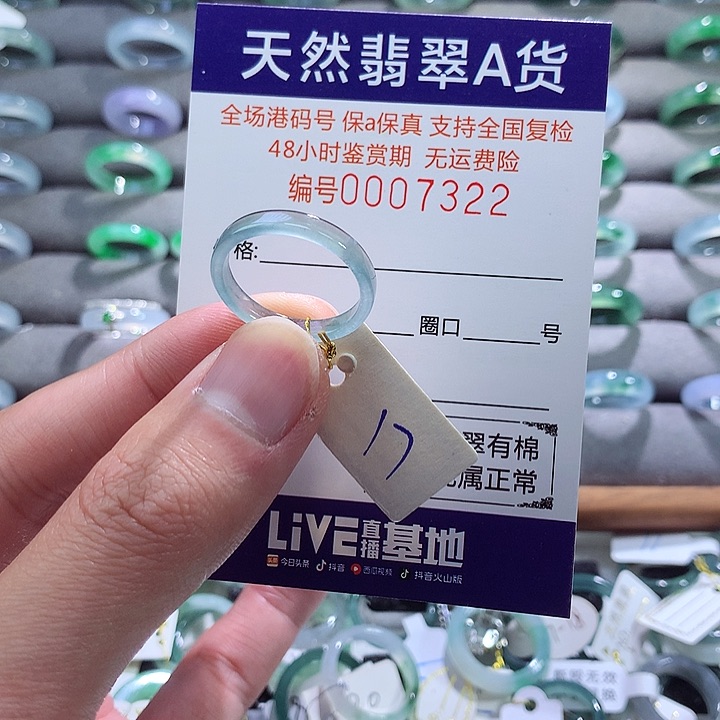 天然翡翠A货
全场港码号 保a保真 支持全国复检
48小时鉴赏期 无运费险
编号0007322
格:
圈口 号
17
翠有棉
属正常
LiVE直播基地
头条 今日头条 抖音 西瓜视频 抖音火山版